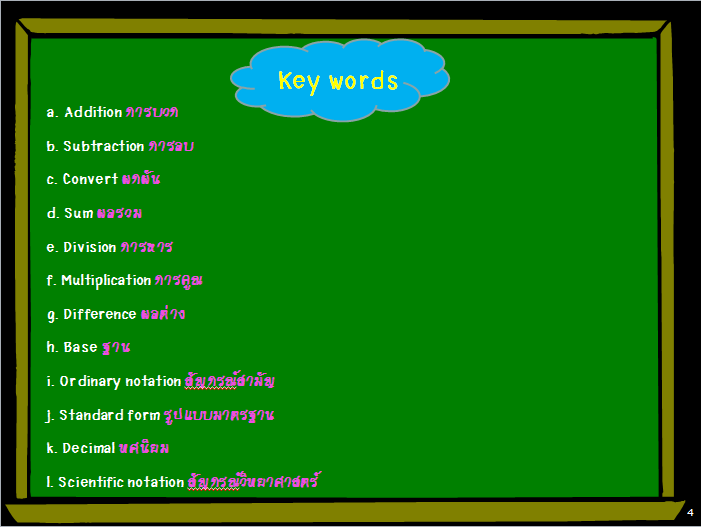 Key words
a. Addition การบวก
b. Subtraction การลบ
c. Convert ผกผัน
d. Sum ผลรวม
e. Division การหาร
f. Multiplication การคูณ
g. Difference ผลต่าง
h. Base ฐาน
i. Ordinary notation สัญกรณ์สามัญ
j. Standard form รูปแบบมาตรฐาน
k. Decimal ทศนิยม
l. Scientific notation สัญกรณ์วิทยาศาสตร์
4